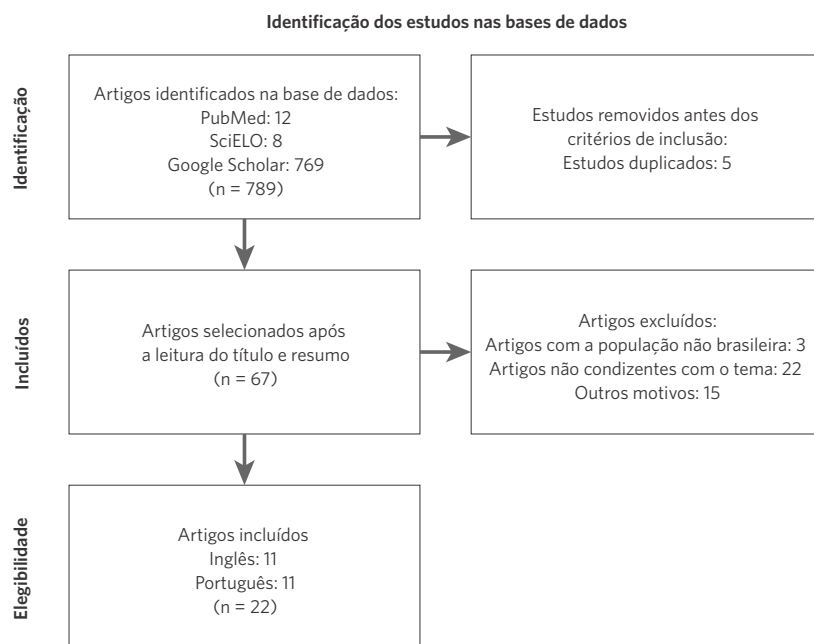 Identificação dos estudos nas bases de dados
Identificação
Artigos identificados na base de dados:
PubMed: 12
SciELO: 8
Google Scholar: 769
(n = 789)
Estudos removidos antes dos
critérios de inclusão:
Estudos duplicados: 5
Incluídos
Artigos selecionados após
a leitura do título e resumo
(n = 67)
Artigos excluídos:
Artigos com a população não brasileira: 3
Artigos não condizentes com o tema: 22
Outros motivos: 15
Elegibilidade
Artigos incluídos
Inglês: 11
Português: 11
(n = 22)